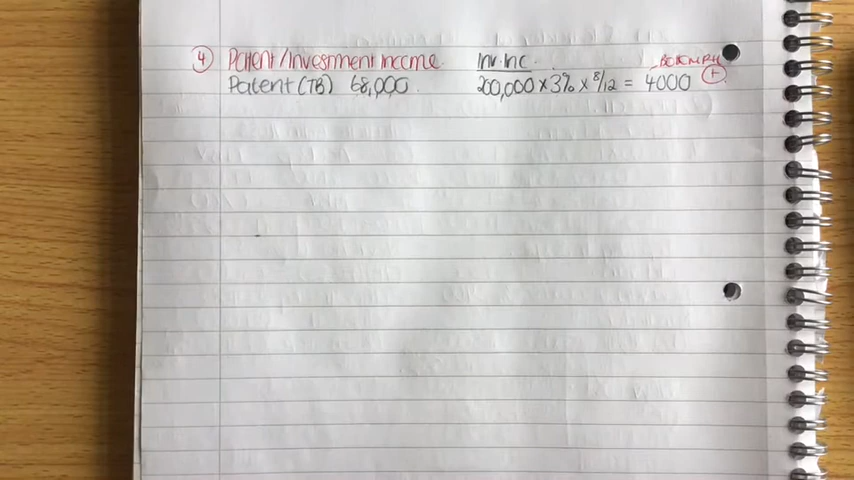 4 Patent/Investment Income Inv. Inc.
Patent (TB) 68,000 200,000 × 3% × 8/12 = 4000 +